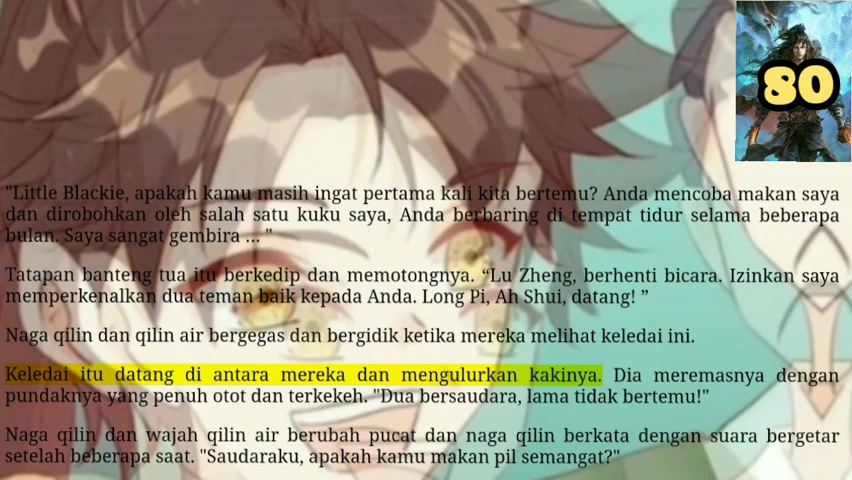 80
"Little Blackie, apakah kamu masih ingat pertama kali kita bertemu? Anda mencoba makan saya
dan dirobohkan oleh salah satu kuku saya, Anda berbaring di tempat tidur selama beberapa
bulan. Saya sangat gembira ... "
Tatapan banteng tua itu berkedip dan memotongnya. “Lu Zheng, berhenti bicara. Izinkan saya
memperkenalkan dua teman baik kepada Anda. Long Pi, Ah Shui, datang! ”
Naga qilin dan qilin air bergegas dan bergidik ketika mereka melihat keledai ini.
Keledai itu datang di antara mereka dan mengulurkan kakinya. Dia meremasnya dengan
pundaknya yang penuh otot dan terkekeh. "Dua bersaudara, lama tidak bertemu!"
Naga qilin dan wajah qilin air berubah pucat dan naga qilin berkata dengan suara bergetar
setelah beberapa saat. "Saudaraku, apakah kamu makan pil semangat?"